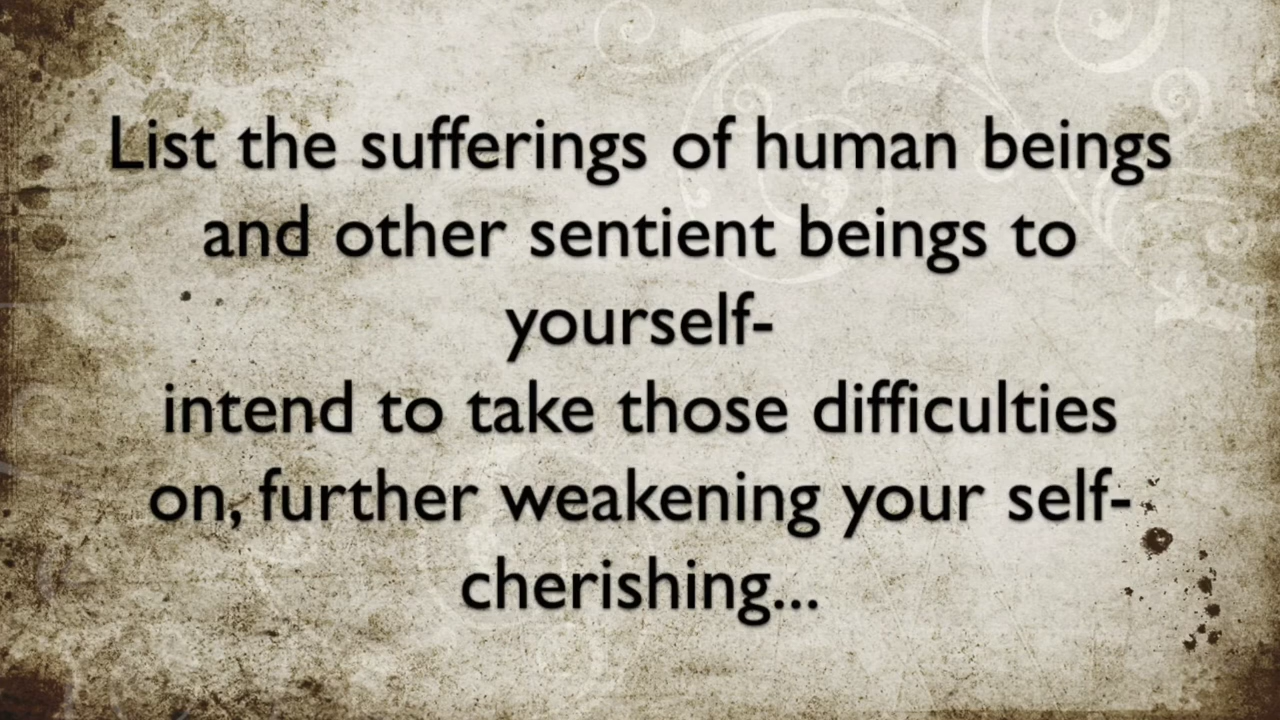 List the sufferings of human beings
and other sentient beings to
yourself-
intend to take those difficulties
on, further weakening your self-
cherishing...